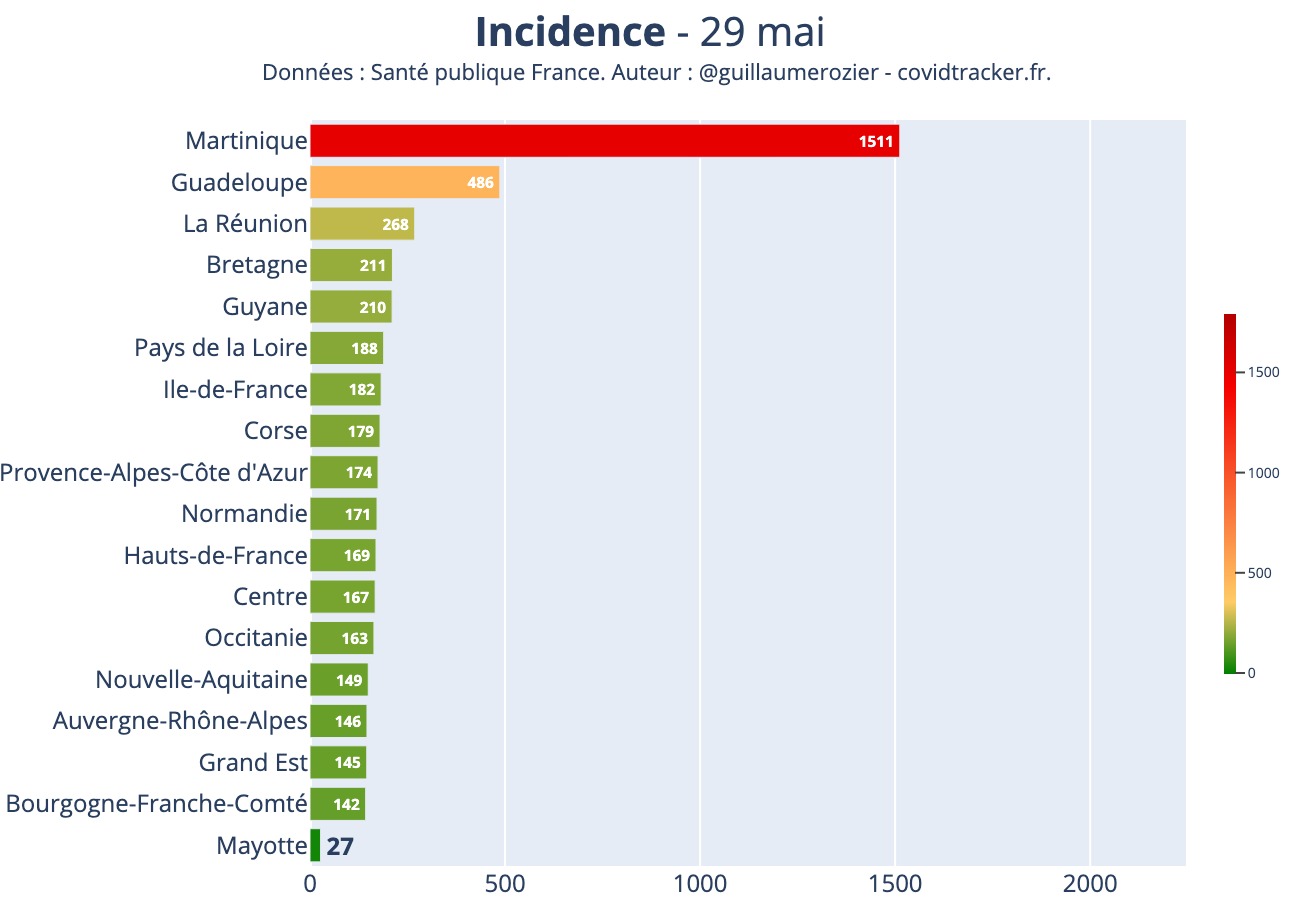 Incidence - 29 mai
Données : Santé publique France. Auteur : @guillaumerozier - covidtracker.fr.
Martinique 1511
Guadeloupe 486
La Réunion 268
Bretagne 211
Guyane 210
Pays de la Loire 188
Ile-de-France 182
Corse 179
Provence-Alpes-Côte d'Azur 174
Normandie 171
Hauts-de-France 169
Centre 167
Occitanie 163
Nouvelle-Aquitaine 149
Auvergne-Rhône-Alpes 146
Grand Est 145
Bourgogne-Franche-Comté 142
Mayotte 27
0 500 1000 1500 2000
1500
1000
500
0